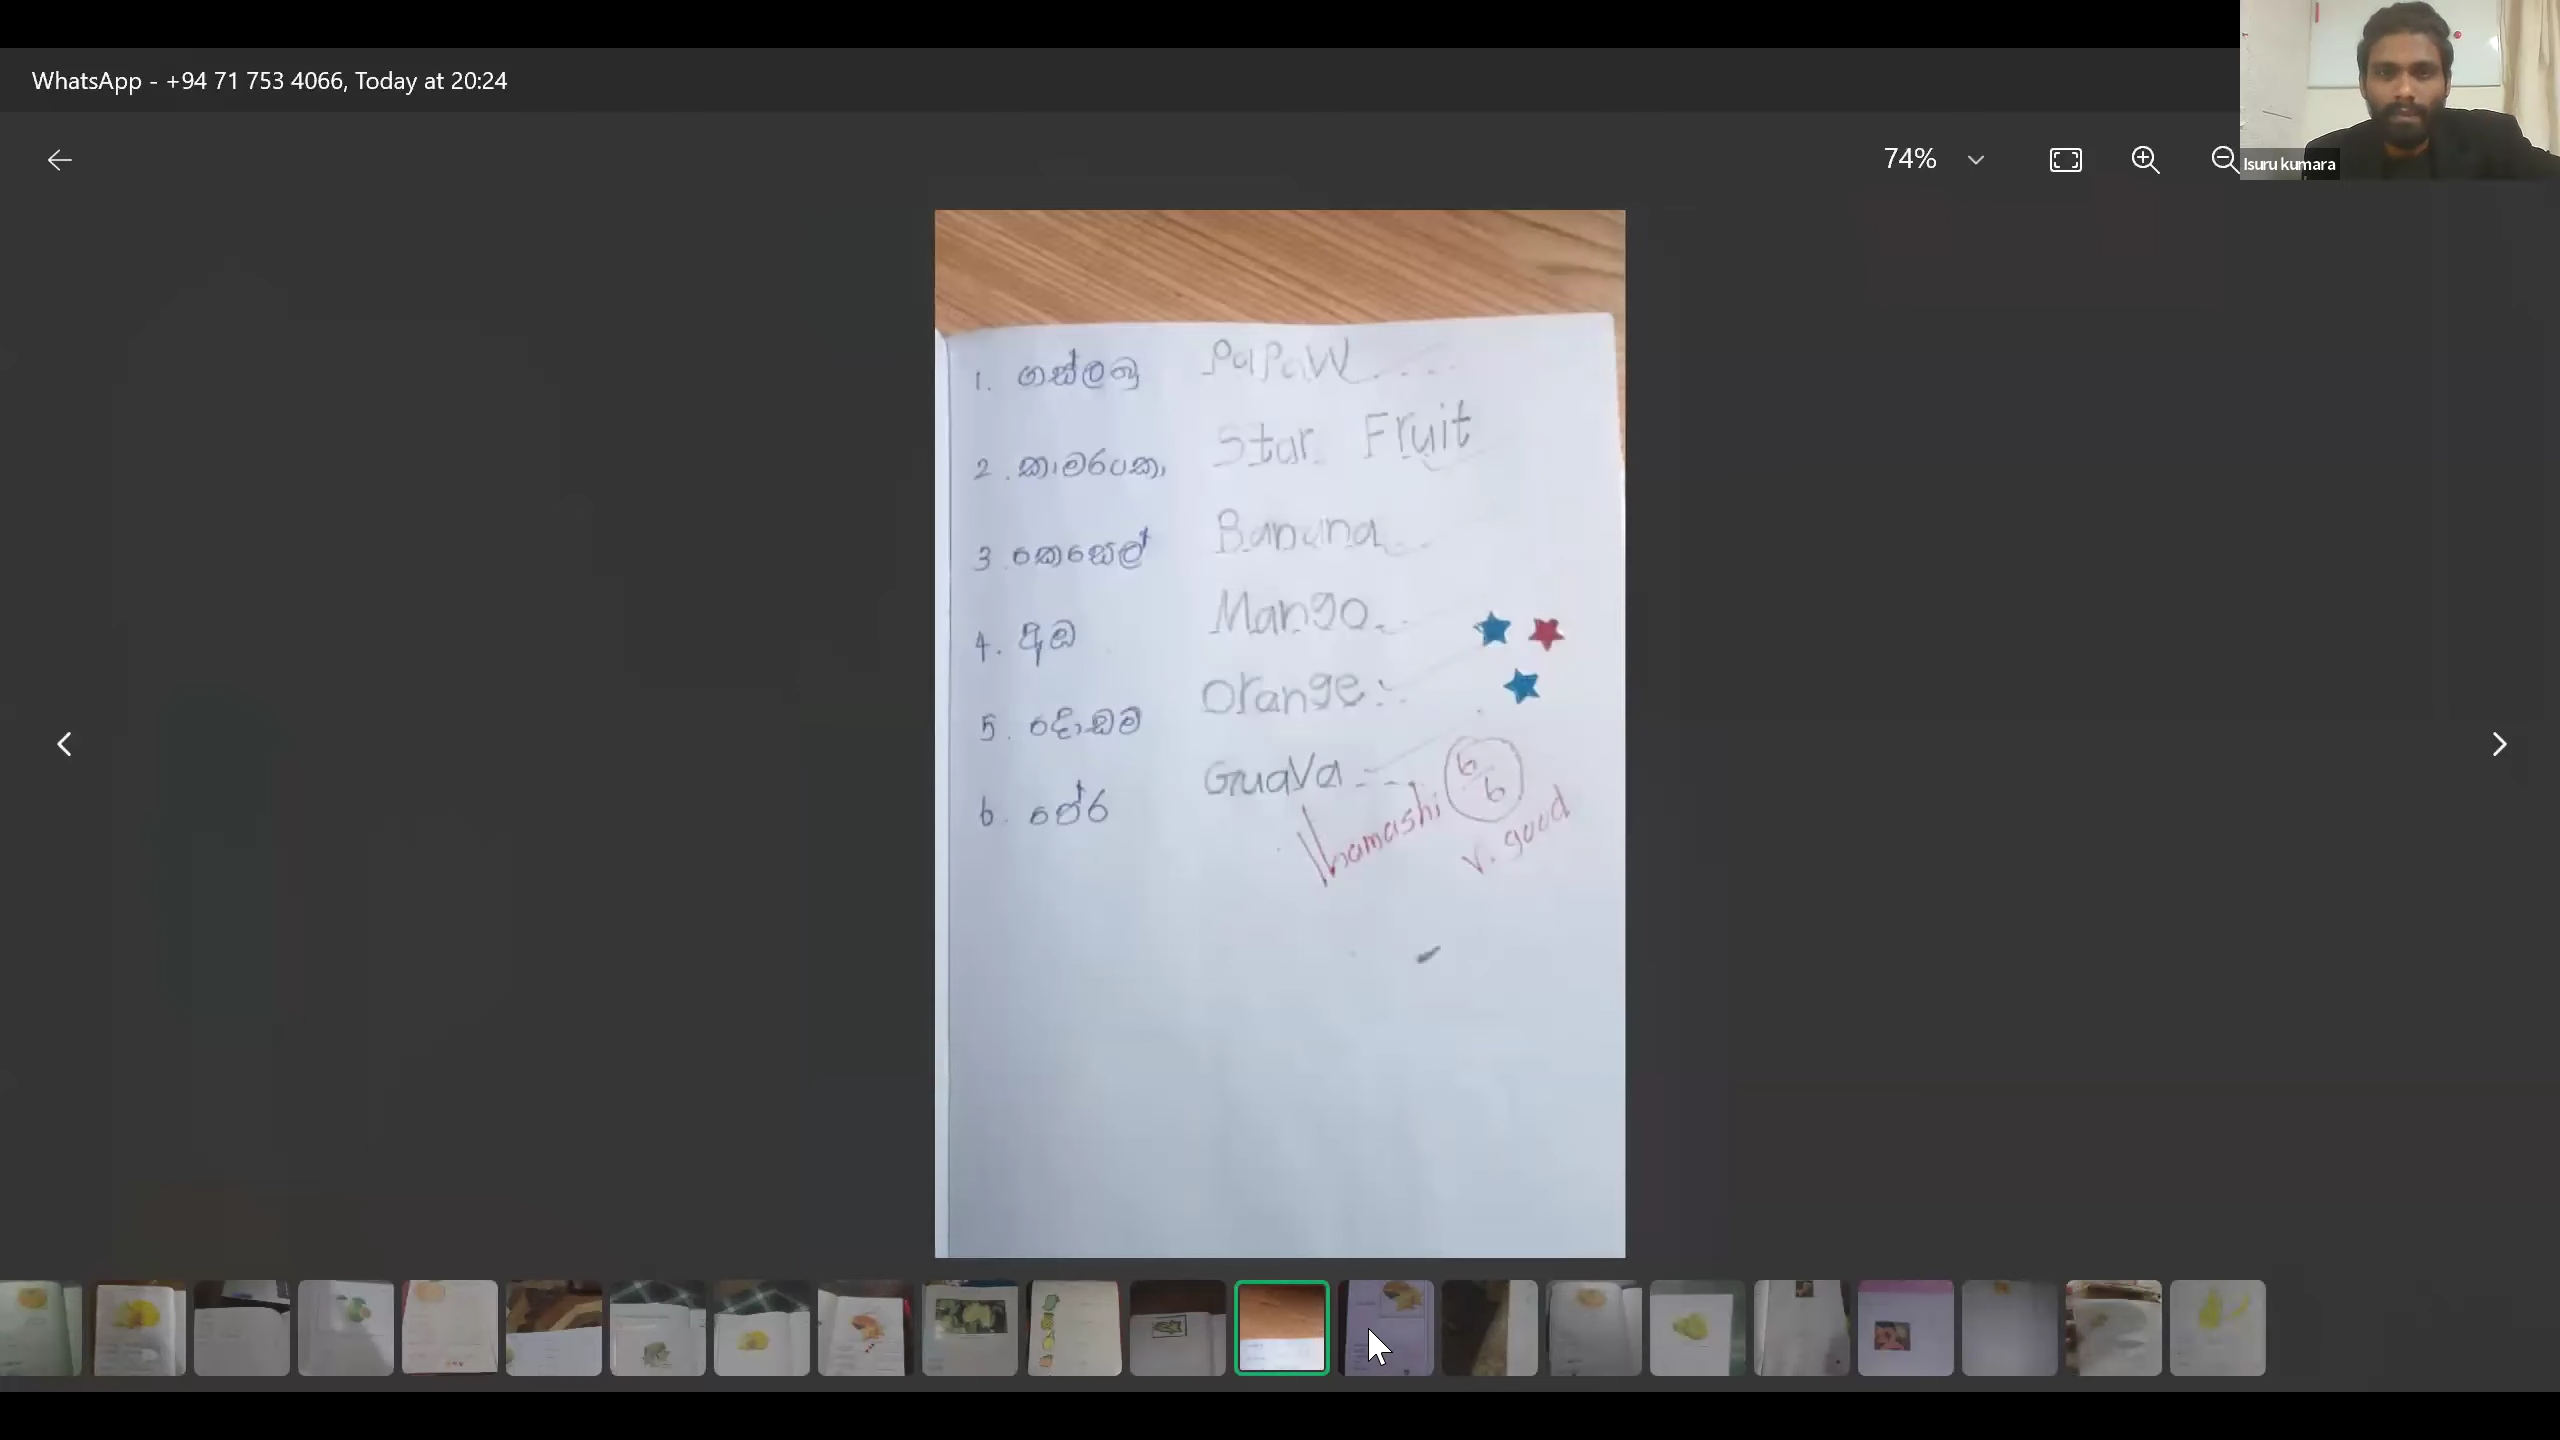 WhatsApp - +94 71 753 4066, Today at 20:24
74%
Isuru kumara
1. ගස්ලබු PaPaW....
2. කාමරංකා Star Fruit
3 කෙසෙල් Banana
4. අඹ Mango
5. දොඩම් Orange
6. පේර GuaVa
6/6
v. good